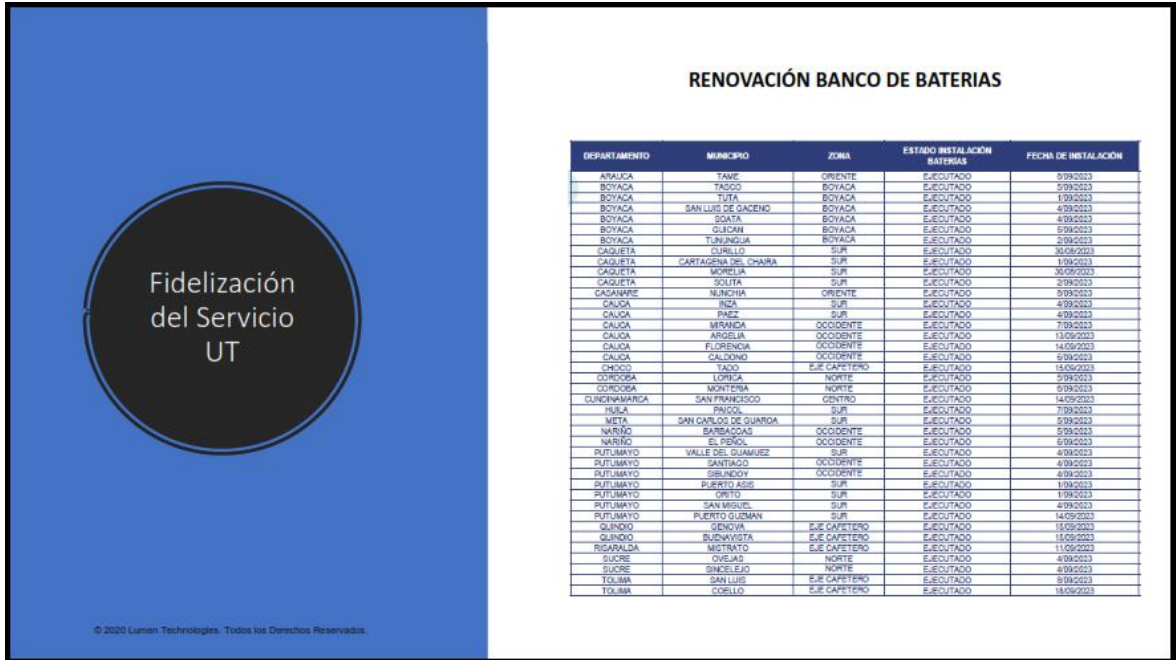 Fidelización
del Servicio
UT
© 2020 Lumen Technologies. Todos los Derechos Reservados.
RENOVACIÓN BANCO DE BATERIAS
DEPARTAMENTO MUNICIPIO ZONA ESTADO INSTALACIÓN BATERÍAS FECHA DE INSTALACIÓN
ARAUCA TAME ORIENTE EJECUTADO /09/2023
BOYACA TASCO BOYACA EJECUTADO 5/09/2023
BOYACA TUTA BOYACA EJECUTADO 1/09/2023
BOYACA SAN LUIS DE GACENO BOYACA EJECUTADO 4/09/2023
BOYACA SOATA BOYACA EJECUTADO 4/09/2023
BOYACA GUICAN BOYACA EJECUTADO 5/09/2023
BOYACA TUNUNGUA BOYACA EJECUTADO 2/09/2023
CAQUETA CURILLO SUR EJECUTADO 30/08/2023
CAQUETA CARTAGENA DEL CHAIRA SUR EJECUTADO 1/09/2023
CAQUETA MORELIA SUR EJECUTADO 30/08/2023
CAQUETA SOLITA SUR EJECUTADO 2/09/2023
CASANARE NUNCHIA ORIENTE EJECUTADO
CAUCA INZA SUR EJECUTADO 4/09/2023
CAUCA PAEZ SUR EJECUTADO 4/09/2023
CAUCA MIRANDA OCCIDENTE EJECUTADO 7/09/2023
CAUCA ARGELIA OCCIDENTE EJECUTADO 13/09/2023
CAUCA FLORENCIA OCCIDENTE EJECUTADO 14/09/2023
CAUCA CALDONO OCCIDENTE EJECUTADO 6/09/2023
CHOCO TADO EJE CAFETERO EJECUTADO 15/09/2023
CORDOBA LORICA NORTE EJECUTADO 5/09/2023
CORDOBA MONTERIA NORTE EJECUTADO 6/09/2023
CUNDINAMARCA SAN FRANCISCO CENTRO EJECUTADO 14/09/2023
HUILA PAICOL SUR EJECUTADO 7/09/2023
META SAN CARLOS DE GUAROA SUR EJECUTADO 5/09/2023
NARIÑO BARBACOAS OCCIDENTE EJECUTADO 5/09/2023
NARIÑO EL PEÑOL OCCIDENTE EJECUTADO 6/09/2023
PUTUMAYO VALLE DEL GUAMUEZ SUR EJECUTADO 4/09/2023
PUTUMAYO SANTIAGO OCCIDENTE EJECUTADO 4/09/2023
PUTUMAYO SIBUNDOY OCCIDENTE EJECUTADO 4/09/2023
PUTUMAYO PUERTO ASIS SUR EJECUTADO 1/09/2023
PUTUMAYO ORITO SUR EJECUTADO 1/09/2023
PUTUMAYO SAN MIGUEL SUR EJECUTADO 4/09/2023
PUTUMAYO PUERTO GUZMAN SUR EJECUTADO 14/09/2023
QUINDIO GENOVA EJE CAFETERO EJECUTADO 15/09/2023
QUINDIO BUENAVISTA EJE CAFETERO EJECUTADO 15/09/2023
RISARALDA MISTRATO EJE CAFETERO EJECUTADO 11/09/2023
SUCRE OVEJAS NORTE EJECUTADO 4/09/2023
SUCRE SINCELEJO NORTE EJECUTADO 4/09/2023
TOLIMA SAN LUIS EJE CAFETERO EJECUTADO 8/09/2023
TOLIMA COELLO EJE CAFETERO EJECUTADO 18/09/2023